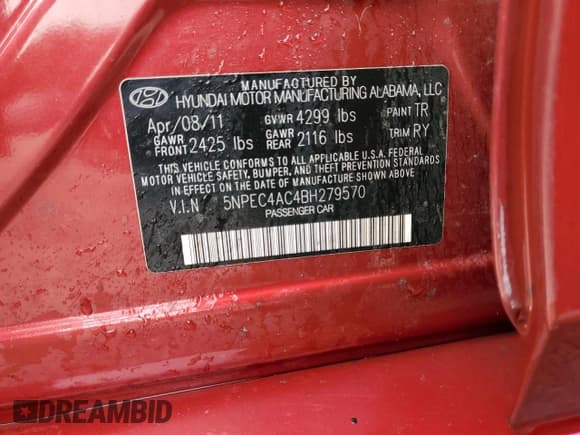 MANUFACTURED BY
HYUNDAI MOTOR MANUFACTURING ALABAMA, LLC
Apr/08/11 GVWR 4299 lbs PAINT TR
GAWR FRONT 2425 lbs GAWR REAR 2116 lbs TRIM RY
THIS VEHICLE CONFORMS TO ALL APPLICABLE U.S.A. FEDERAL
MOTOR VEHICLE SAFETY, BUMPER, AND THEFT PREVENTION STANDARDS
IN EFFECT ON THE DATE OF MANUFACTURE SHOWN ABOVE
V.I.N 5NPEC4AC4BH279570
PASSENGER CAR
DREAMBID